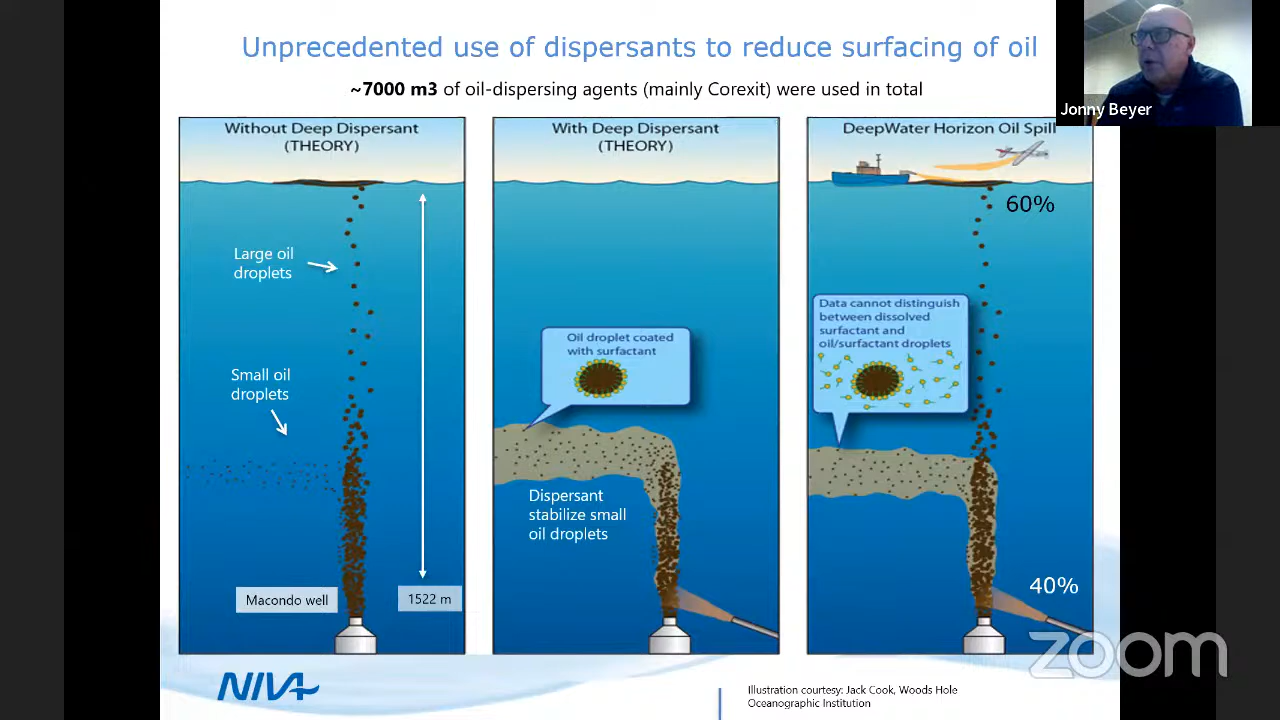 Unprecedented use of dispersants to reduce surfacing of oil
~7000 m3 of oil-dispersing agents (mainly Corexit) were used in total
Jonny Beyer
Without Deep Dispersant
(THEORY)
Large oil
droplets
Small oil
droplets
Macondo well
1522 m
With Deep Dispersant
(THEORY)
Oil droplet coated
with surfactant
Dispersant
stabilize small
oil droplets
DeepWater Horizon Oil Spill
60%
Data cannot distinguish
between dissolved
surfactant and
oil/surfactant droplets
40%
zoom
NIVA
Illustration courtesy: Jack Cook, Woods Hole
Oceanographic Institution